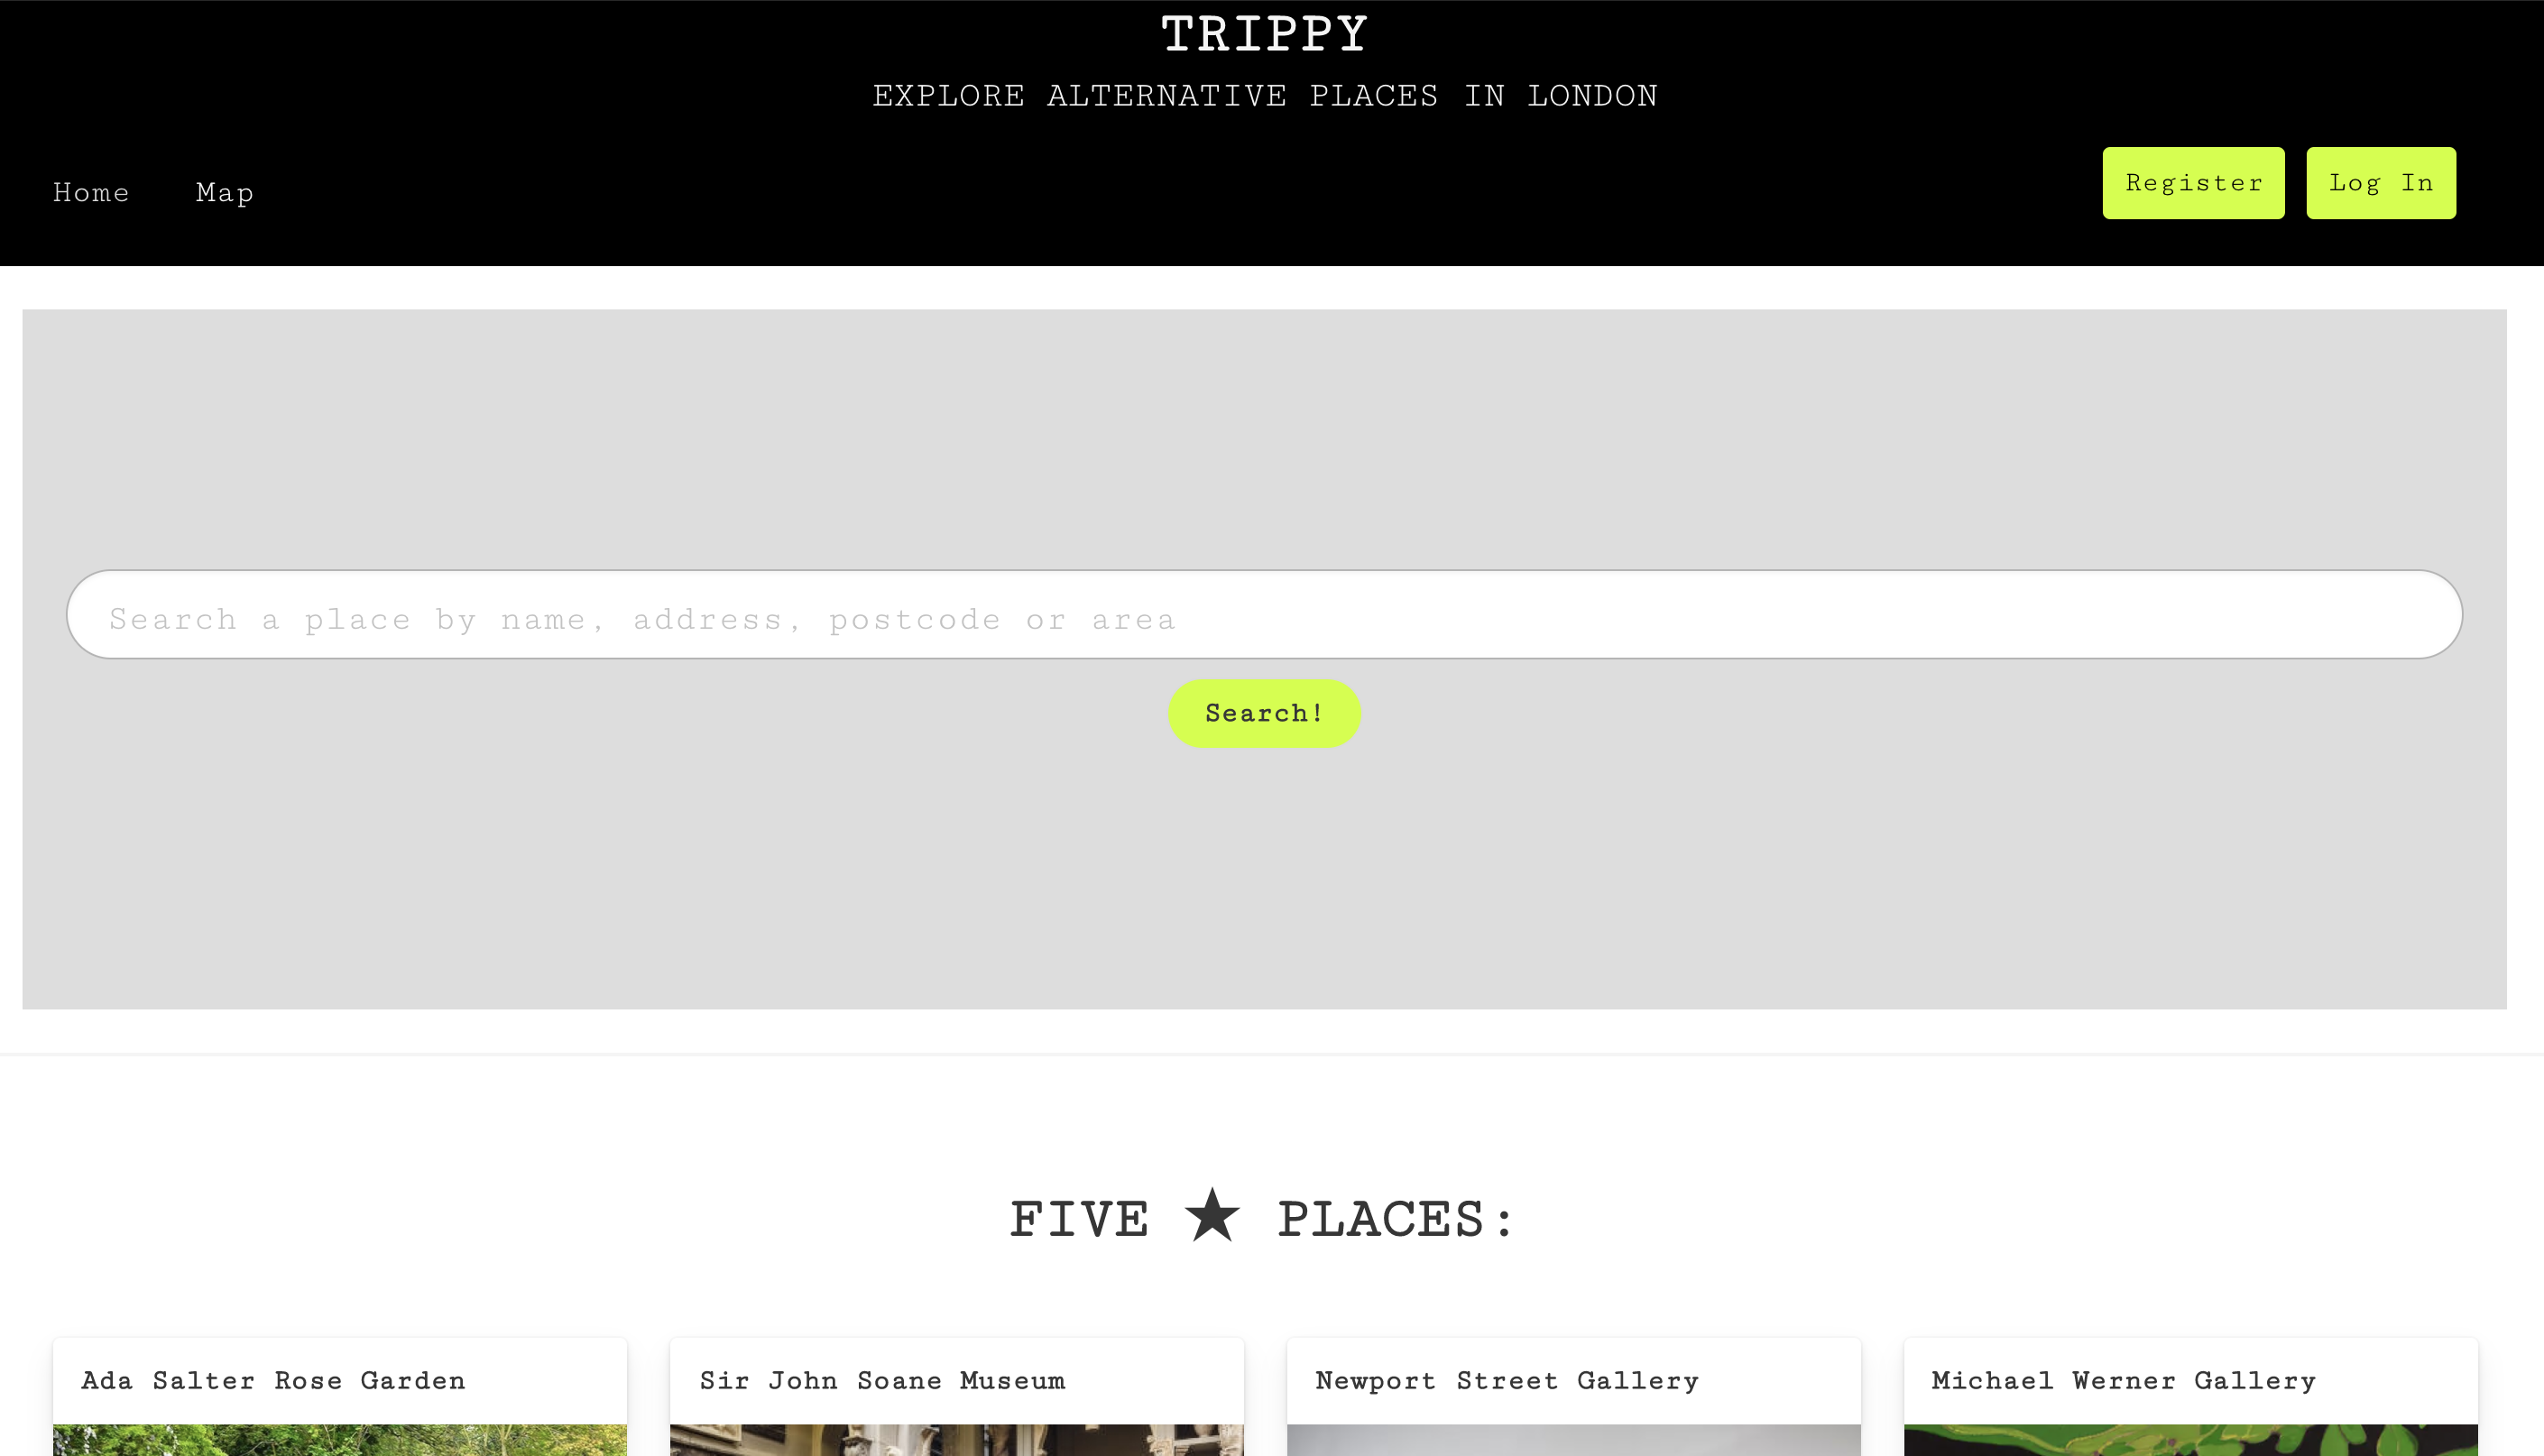 TRIPPY
EXPLORE ALTERNATIVE PLACES IN LONDON
Home Map Register Log In
Search a place by name, address, postcode or area
Search!
FIVE ★ PLACES:
Ada Salter Rose Garden
Sir John Soane Museum
Newport Street Gallery
Michael Werner Gallery